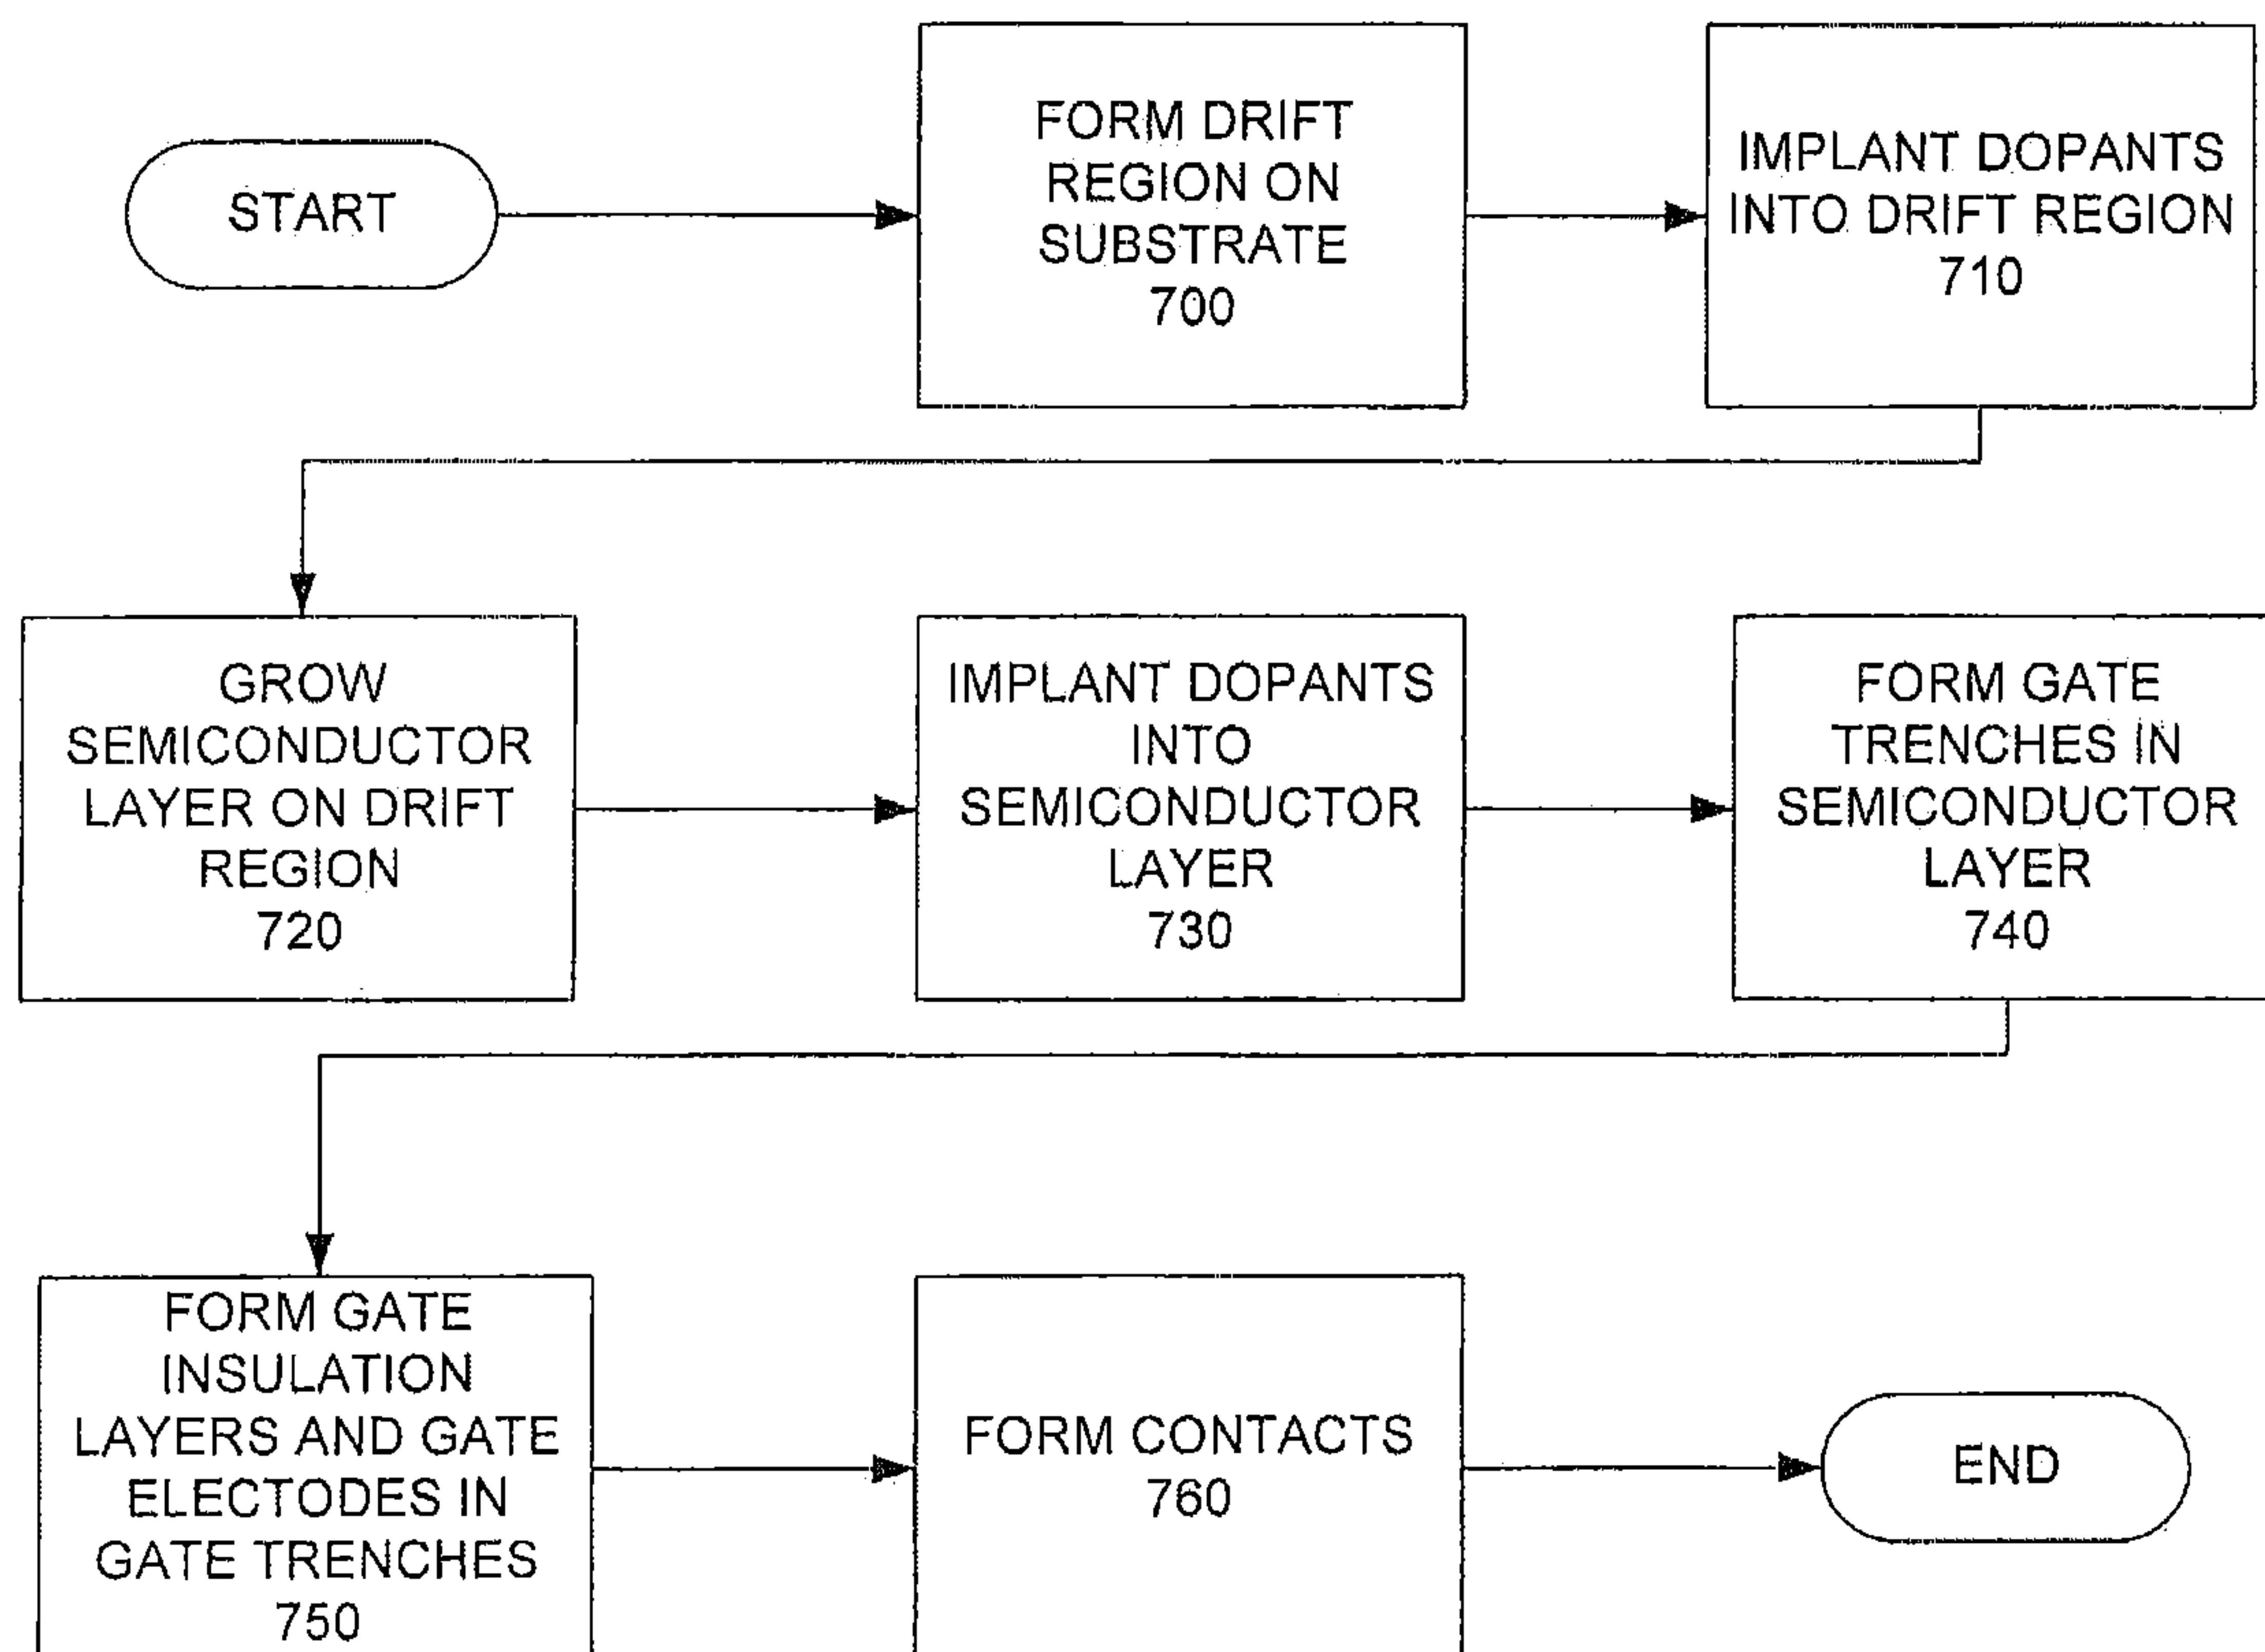 START
FORM DRIFT
REGION ON
SUBSTRATE
700
IMPLANT DOPANTS
INTO DRIFT REGION
710
GROW
SEMICONDUCTOR
LAYER ON DRIFT
REGION
720
IMPLANT DOPANTS
INTO
SEMICONDUCTOR
LAYER
730
FORM GATE
TRENCHES IN
SEMICONDUCTOR
LAYER
740
FORM GATE
INSULATION
LAYERS AND GATE
ELECTODES IN
GATE TRENCHES
750
FORM CONTACTS
760
END